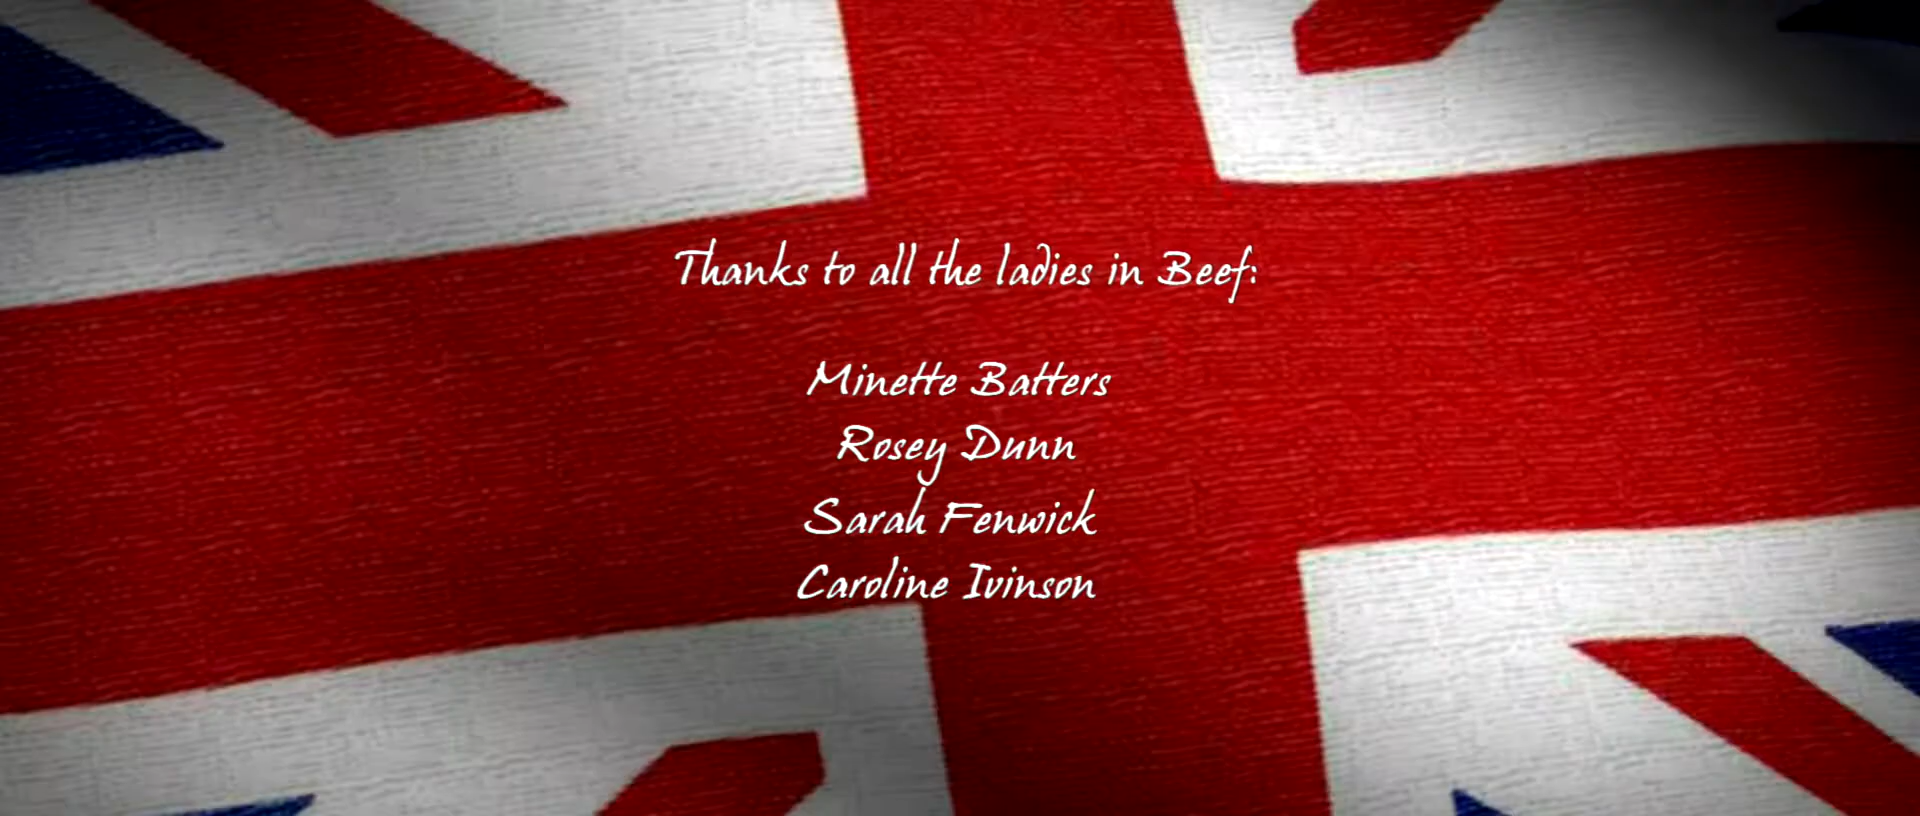 Thanks to all the ladies in Beef:
Minette Batters
Rosey Dunn
Sarah Fenwick
Caroline Ivinson